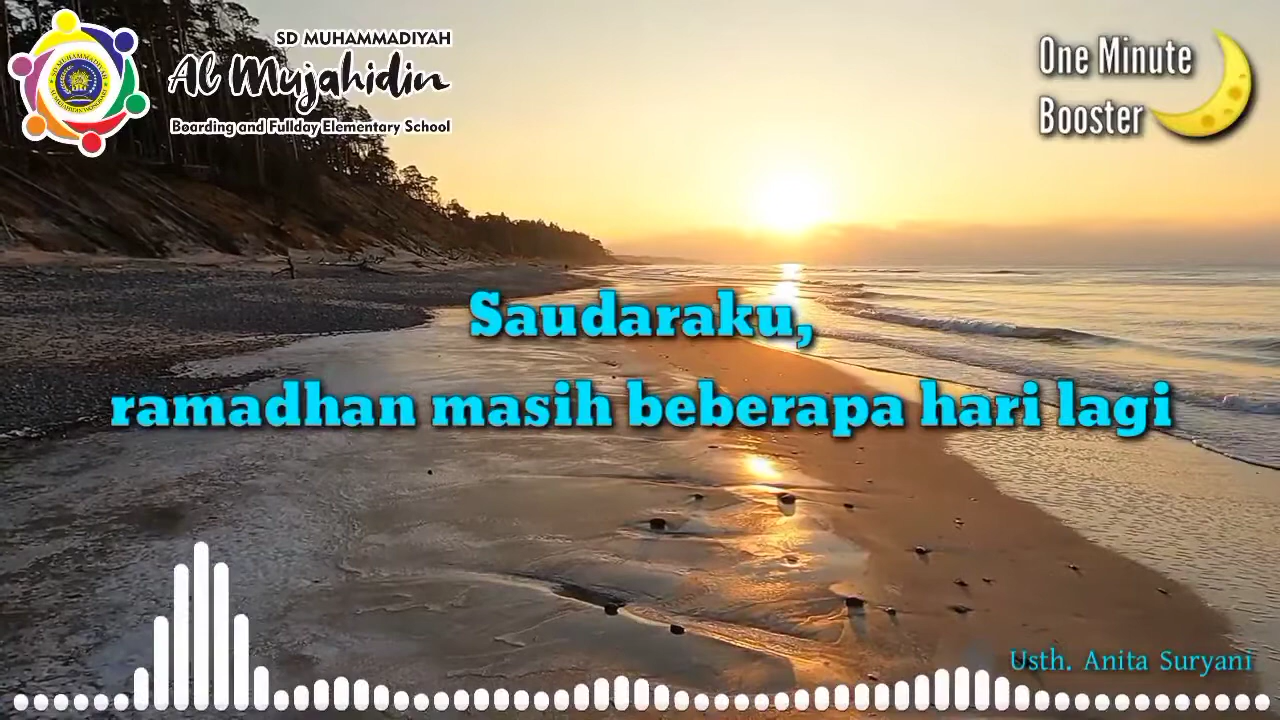 SD MUHAMMADIYAH
Al Mujahidin
Boarding and Fullday Elementary School
One Minute
Booster
Saudaraku,
ramadhan masih beberapa hari lagi
Usth. Anita Suryani